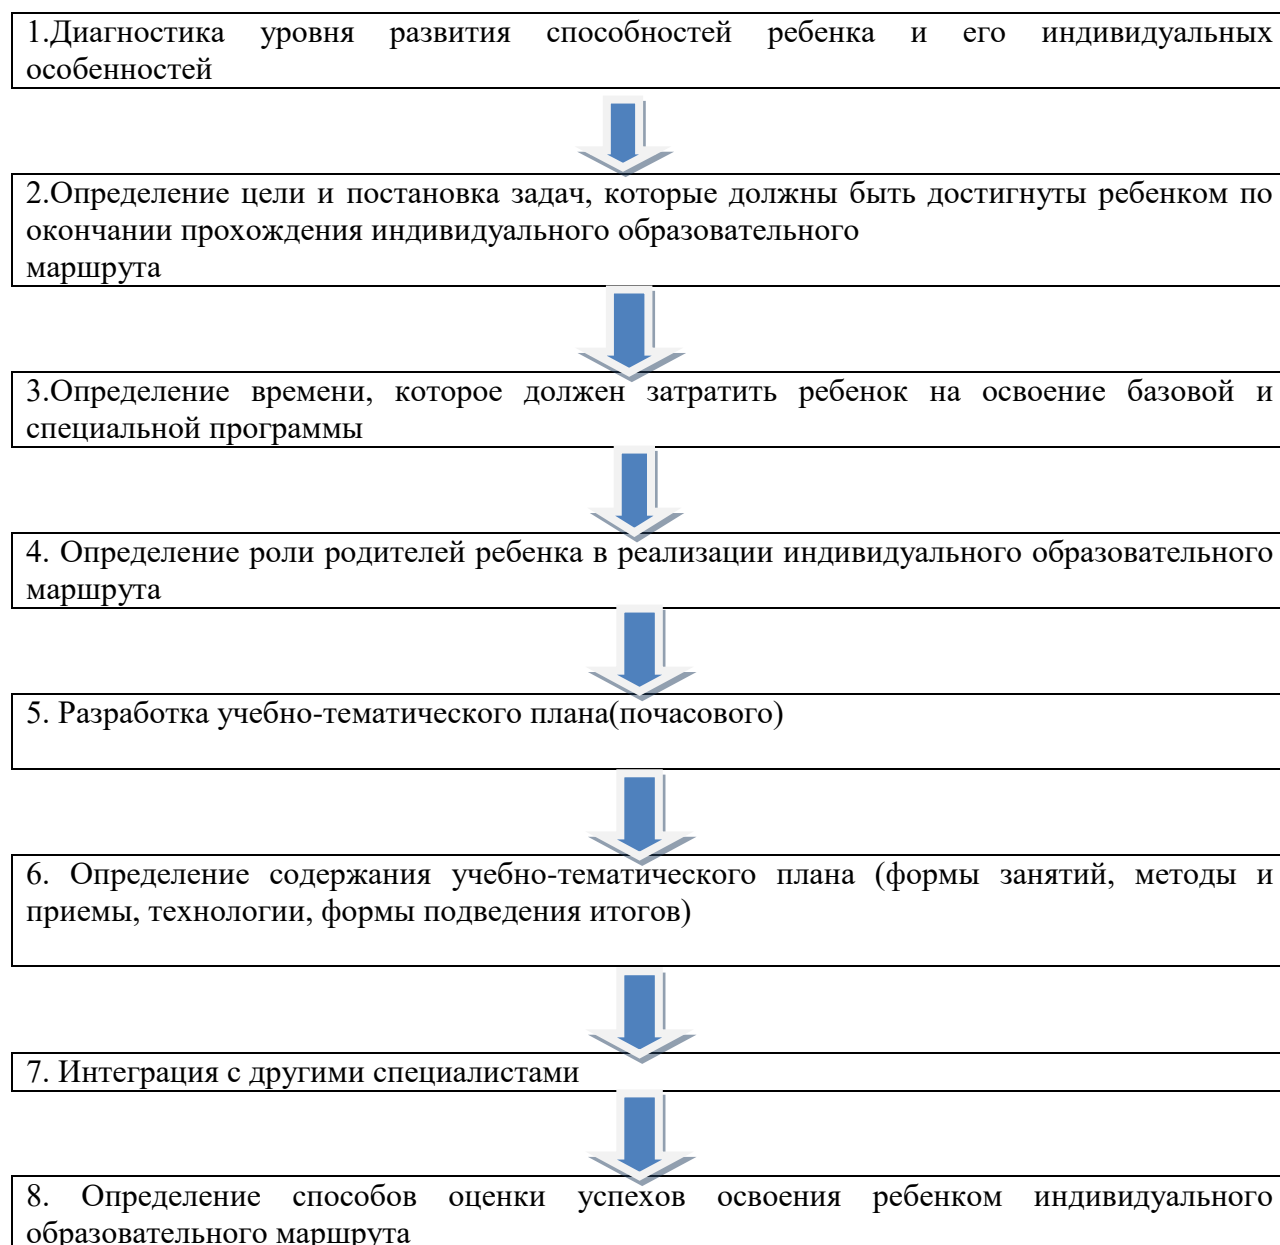 1.Диагностика уровня развития способностей ребенка и его индивидуальных
особенностей
2.Определение цели и постановка задач, которые должны быть достигнуты ребенком по
окончании прохождения индивидуального образовательного
маршрута
3.Определение времени, которое должен затратить ребенок на освоение базовой и
специальной программы
4. Определение роли родителей ребенка в реализации индивидуального образовательного
маршрута
5. Разработка учебно-тематического плана(почасового)
6. Определение содержания учебно-тематического плана (формы занятий, методы и
приемы, технологии, формы подведения итогов)
7. Интеграция с другими специалистами
8. Определение способов оценки успехов освоения ребенком индивидуального
образовательного маршрута